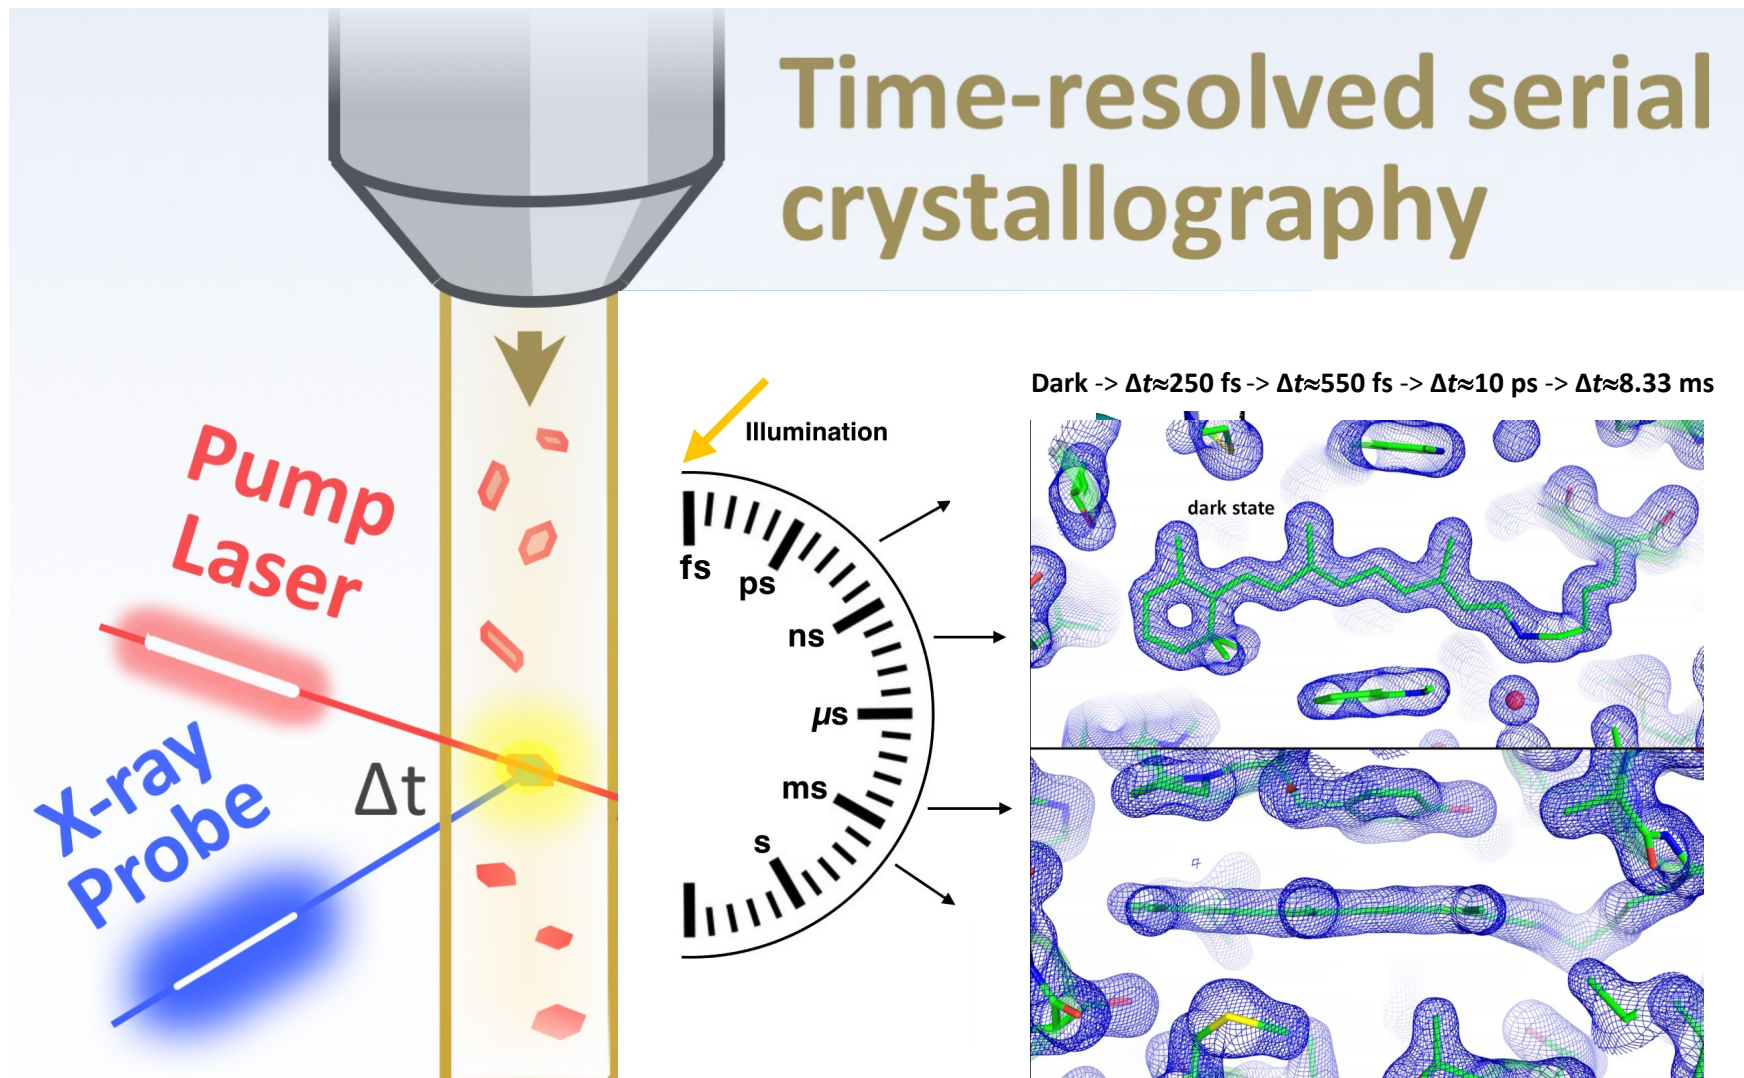 Time-resolved serial
crystallography
Dark -> Δt≈250 fs -> Δt≈550 fs -> Δt≈10 ps -> Δt≈8.33 ms
Illumination
Pump
Laser
dark state
fs
ps
ns
µs
ms
s
X-ray
Probe
Δt